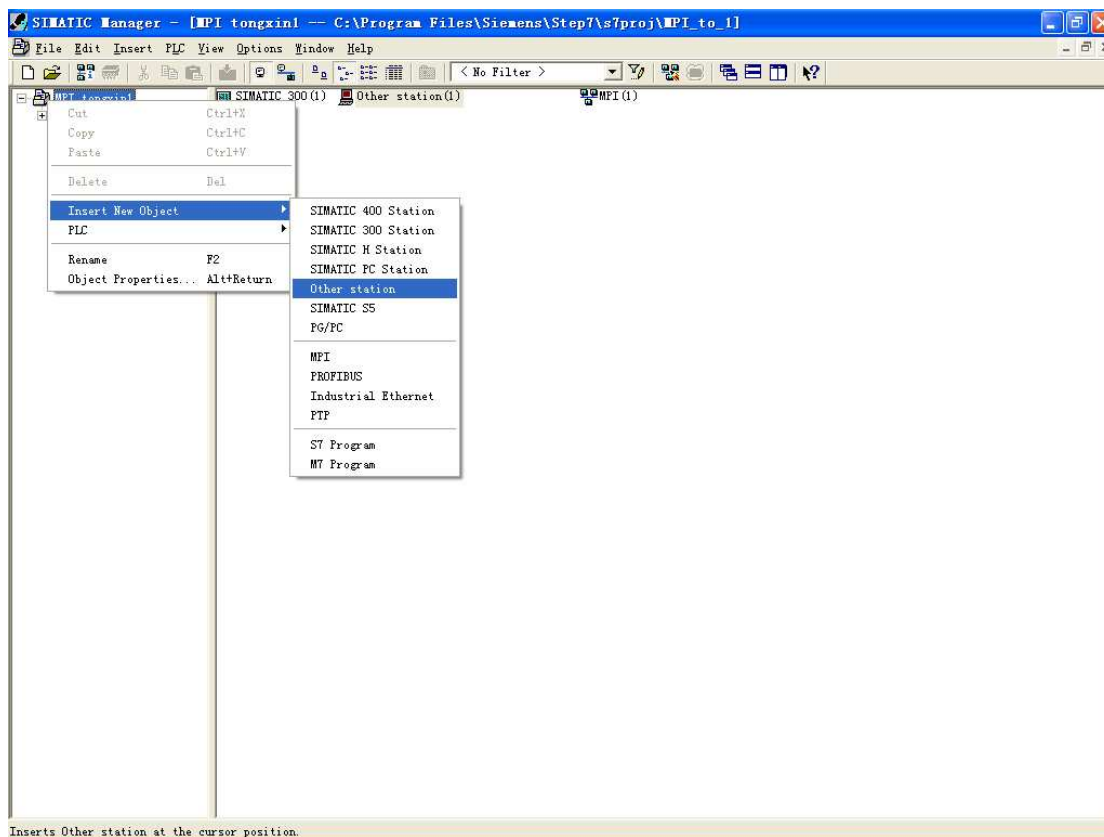 SIMATIC Manager - [MPI tongxin1 -- C:\Program Files\Siemens\Step7\s7proj\MPI_to_1]
File Edit Insert PLC View Options Window Help
< No Filter >
MPI tongxin1
SIMATIC 300(1) Other station(1) MPI(1)
Cut Ctrl+X
Copy Ctrl+C
Paste Ctrl+V
Delete Del
Insert New Object
PLC
Rename F2
Object Properties... Alt+Return
SIMATIC 400 Station
SIMATIC 300 Station
SIMATIC H Station
SIMATIC PC Station
Other station
SIMATIC S5
PG/PC
MPI
PROFIBUS
Industrial Ethernet
PTP
S7 Program
M7 Program
Inserts Other station at the cursor position.